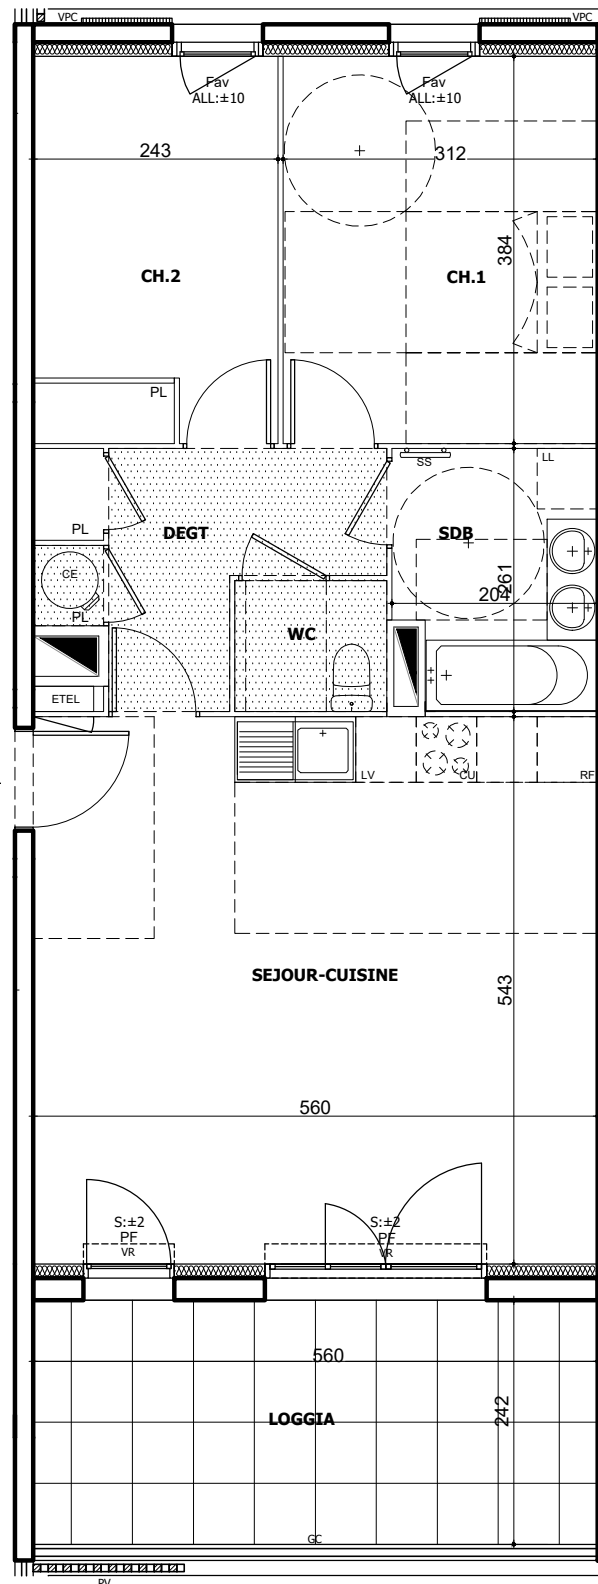 VPC
VPC
Fav
ALL:±10
Fav
ALL:±10
243
312
384
CH.2
CH.1
PL
SS
LL
DEGT
SDB
PL
CE
261
204
PL
WC
ETEL
LV
CU
RF
SEJOUR-CUISINE
543
560
S:±2
PF
VR
S:±2
PF
VR
560
242
LOGGIA
GC
PV